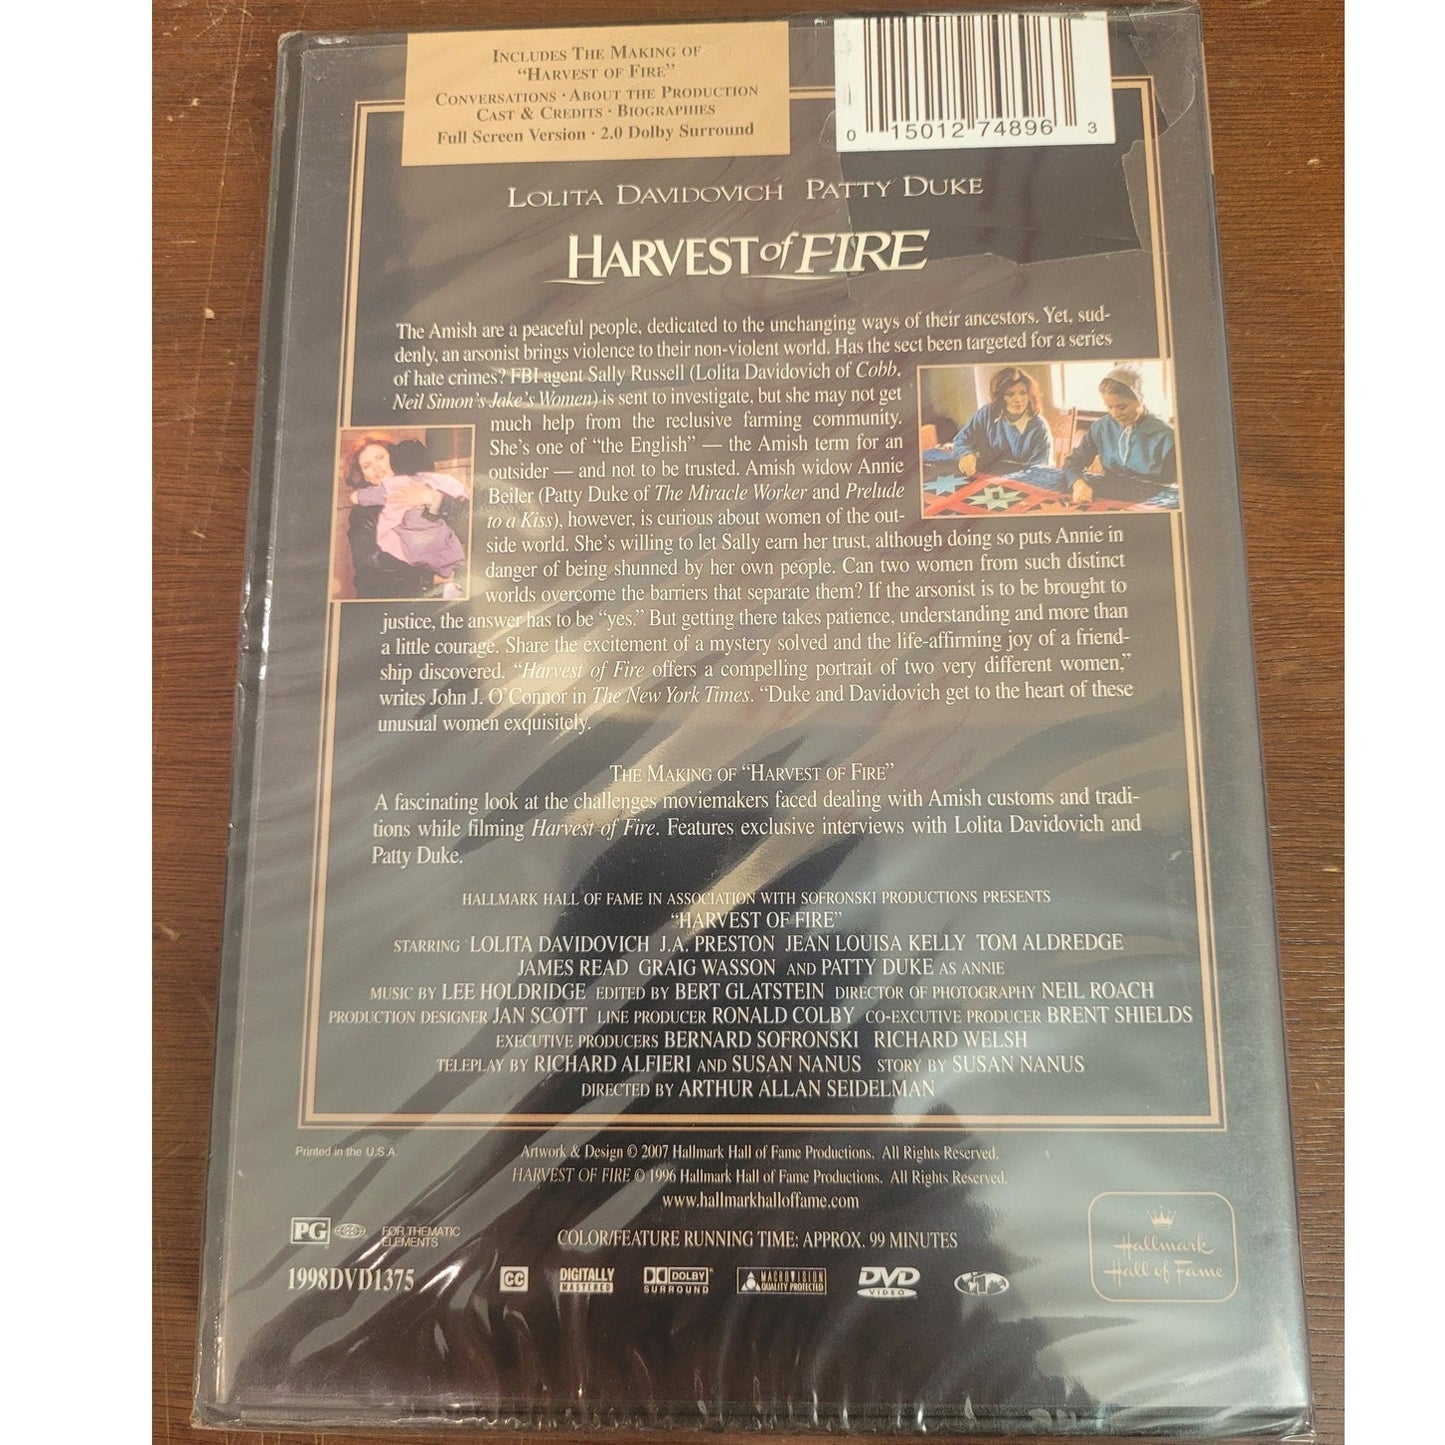 INCLUDES THE MAKING OF
"HARVEST OF FIRE"
CONVERSATIONS · ABOUT THE PRODUCTION
CAST & CREDITS · BIOGRAPHIES
Full Screen Version · 2.0 Dolby Surround
0 15012 74896 3
LOLITA DAVIDOVICH PATTY DUKE
HARVEST of FIRE
The Amish are a peaceful people, dedicated to the unchanging ways of their ancestors. Yet, sud-
denly, an arsonist brings violence to their non-violent world. Has the sect been targeted for a series
of hate crimes? FBI agent Sally Russell (Lolita Davidovich of Cobb,
Neil Simon's Jake's Women) is sent to investigate, but she may not get
much help from the reclusive farming community.
She's one of "the English" — the Amish term for an
outsider — and not to be trusted. Amish widow Annie
Beiler (Patty Duke of The Miracle Worker and Prelude
to a Kiss), however, is curious about women of the out-
side world. She's willing to let Sally earn her trust, although doing so puts Annie in
danger of being shunned by her own people. Can two women from such distinct
worlds overcome the barriers that separate them? If the arsonist is to be brought to
justice, the answer has to be "yes." But getting there takes patience, understanding and more than
a little courage. Share the excitement of a mystery solved and the life-affirming joy of a friend-
ship discovered. "Harvest of Fire offers a compelling portrait of two very different women,"
writes John J. O'Connor in The New York Times. "Duke and Davidovich get to the heart of these
unusual women exquisitely.
THE MAKING OF "HARVEST OF FIRE"
A fascinating look at the challenges moviemakers faced dealing with Amish customs and tradi-
tions while filming Harvest of Fire. Features exclusive interviews with Lolita Davidovich and
Patty Duke.
HALLMARK HALL OF FAME IN ASSOCIATION WITH SOFRONSKI PRODUCTIONS PRESENTS
"HARVEST OF FIRE"
STARRING LOLITA DAVIDOVICH J.A. PRESTON JEAN LOUISA KELLY TOM ALDREDGE
JAMES READ GRAIG WASSON AND PATTY DUKE AS ANNIE
MUSIC BY LEE HOLDRIDGE EDITED BY BERT GLATSTEIN DIRECTOR OF PHOTOGRAPHY NEIL ROACH
PRODUCTION DESIGNER JAN SCOTT LINE PRODUCER RONALD COLBY CO-EXCUTIVE PRODUCER BRENT SHIELDS
EXECUTIVE PRODUCERS BERNARD SOFRONSKI RICHARD WELSH
TELEPLAY BY RICHARD ALFIERI AND SUSAN NANUS STORY BY SUSAN NANUS
DIRECTED BY ARTHUR ALLAN SEIDELMAN
Printed in the U.S.A.
Artwork & Design © 2007 Hallmark Hall of Fame Productions. All Rights Reserved.
HARVEST OF FIRE © 1996 Hallmark Hall of Fame Productions. All Rights Reserved.
www.hallmarkhalloffame.com
PG FOR THEMATIC
ELEMENTS
COLOR/FEATURE RUNNING TIME: APPROX. 99 MINUTES
Hallmark
Hall of Fame
1998DVD1375
CC
DIGITALLY
MASTERED
DOLBY
SURROUND
MACROVISION
QUALITY PROTECTED
DVD
VIDEO